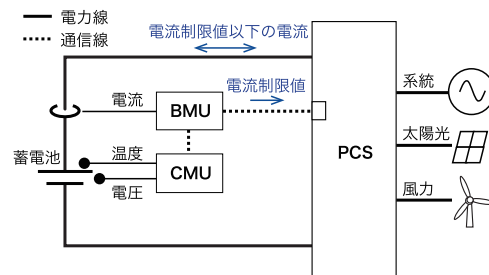 電力線
通信線
電流制限値以下の電流
電流制限値
電流
BMU
系統
太陽光
蓄電池
温度
PCS
CMU
電圧
風力